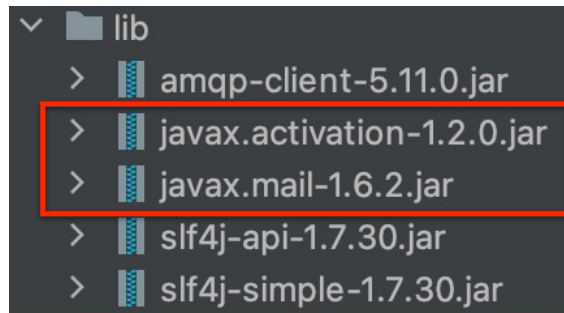 lib
amqp-client-5.11.0.jar
javax.activation-1.2.0.jar
javax.mail-1.6.2.jar
slf4j-api-1.7.30.jar
slf4j-simple-1.7.30.jar